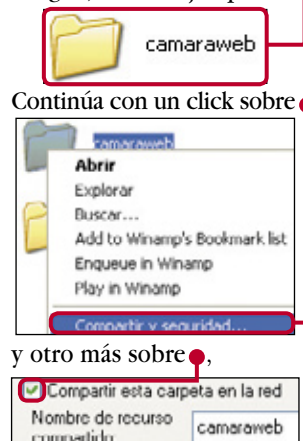 camaraweb
Continúa con un click sobre
camaraweb
Abrir
Explorar
Buscar...
Add to Winamp's Bookmark list
Enqueue in Winamp
Play in Winamp
Compartir y seguridad...
y otro más sobre ,
Compartir esta carpeta en la red
Nombre de recurso
compartido
camaraweb